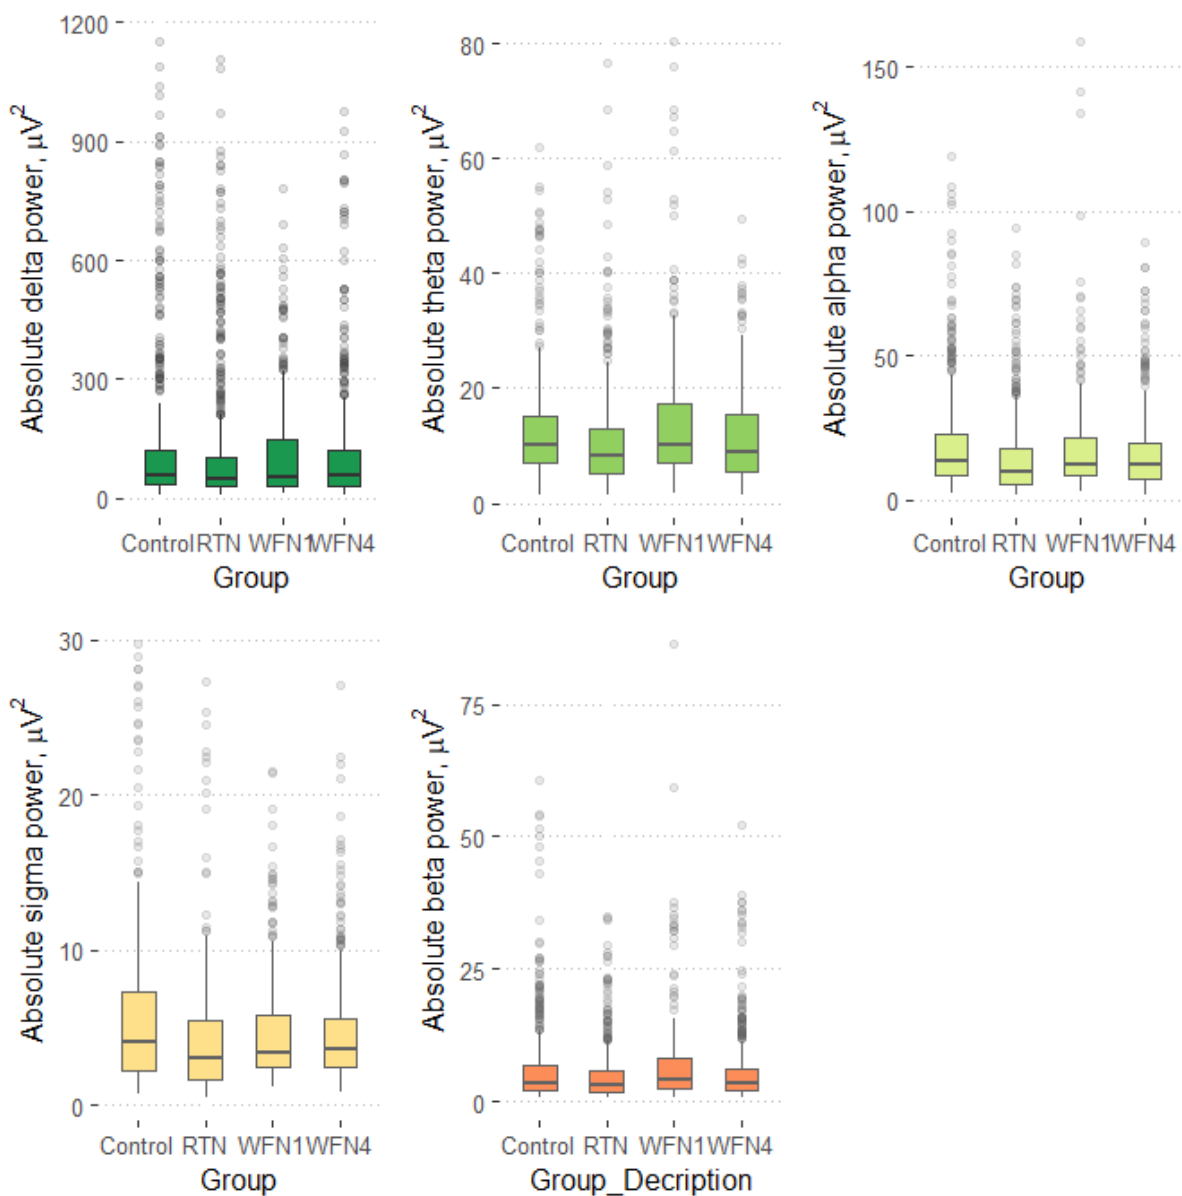 Absolute delta power, μV²
1200
900
600
300
0
Control RTN WFN1 WFN4
Group
Absolute theta power, μV²
80
60
40
20
0
Control RTN WFN1 WFN4
Group
Absolute alpha power, μV²
150
100
50
0
Control RTN WFN1 WFN4
Group
Absolute sigma power, μV²
30
20
10
0
Control RTN WFN1 WFN4
Group
Absolute beta power, μV²
75
50
25
0
Control RTN WFN1 WFN4
Group_Decription